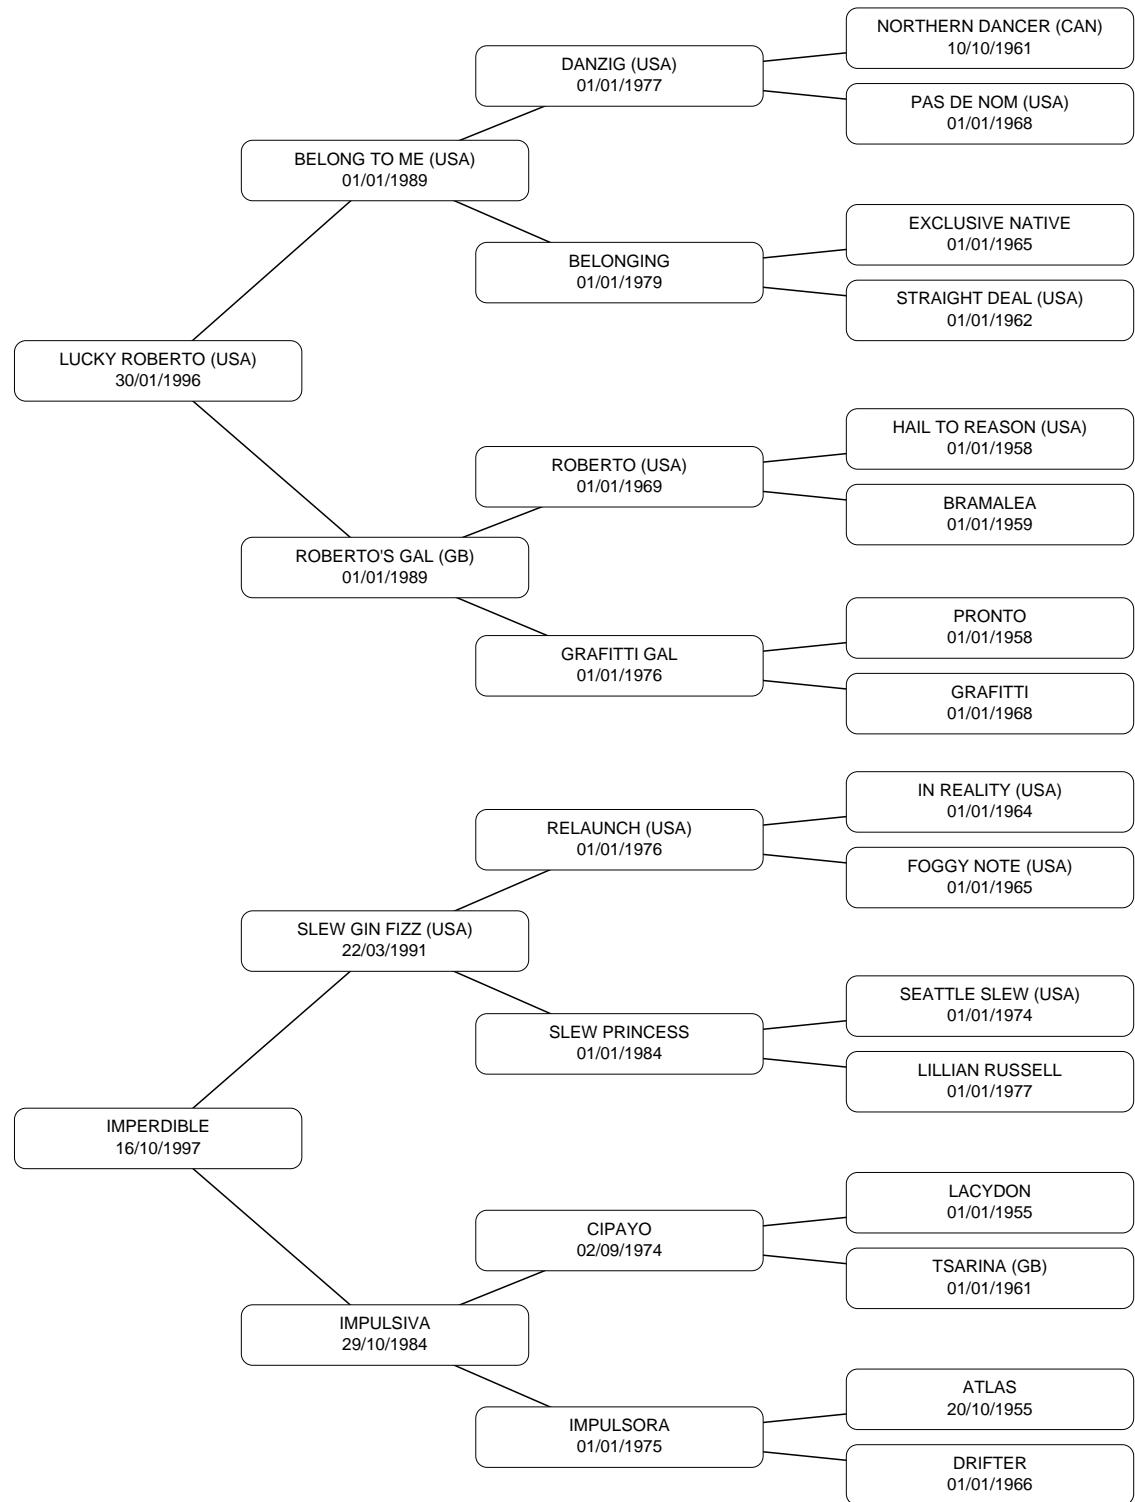 NORTHERN DANCER (CAN)
10/10/1961
DANZIG (USA)
01/01/1977
PAS DE NOM (USA)
01/01/1968
BELONG TO ME (USA)
01/01/1989
EXCLUSIVE NATIVE
01/01/1965
BELONGING
01/01/1979
STRAIGHT DEAL (USA)
01/01/1962
LUCKY ROBERTO (USA)
30/01/1996
HAIL TO REASON (USA)
01/01/1958
ROBERTO (USA)
01/01/1969
BRAMALEA
01/01/1959
ROBERTO'S GAL (GB)
01/01/1989
PRONTO
01/01/1958
GRAFITTI GAL
01/01/1976
GRAFITTI
01/01/1968
IN REALITY (USA)
01/01/1964
RELAUNCH (USA)
01/01/1976
FOGGY NOTE (USA)
01/01/1965
SLEW GIN FIZZ (USA)
22/03/1991
SEATTLE SLEW (USA)
01/01/1974
SLEW PRINCESS
01/01/1984
LILLIAN RUSSELL
01/01/1977
IMPERDIBLE
16/10/1997
LACYDON
01/01/1955
CIPAYO
02/09/1974
TSARINA (GB)
01/01/1961
IMPULSIVA
29/10/1984
ATLAS
20/10/1955
IMPULSORA
01/01/1975
DRIFTER
01/01/1966